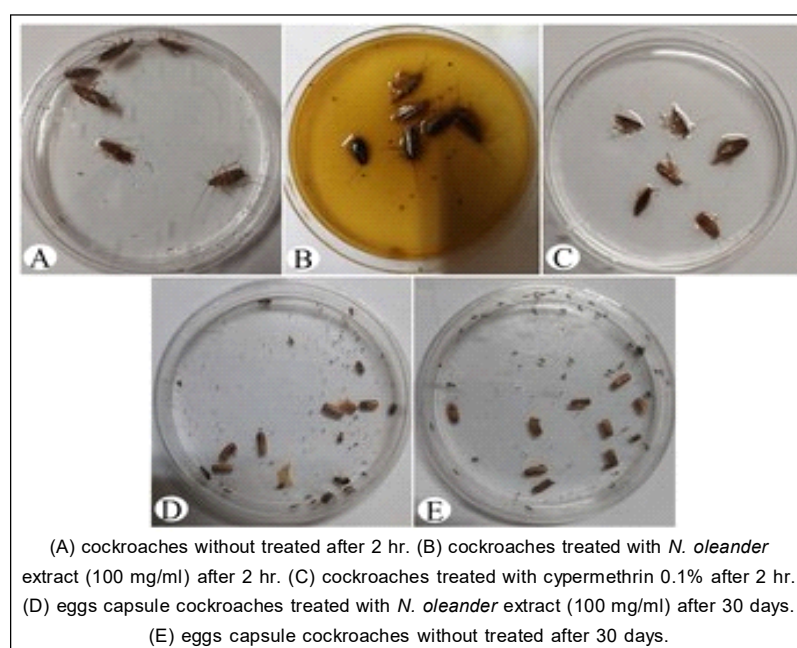 A
B
C
D
E
(A) cockroaches without treated after 2 hr. (B) cockroaches treated with N. oleander
extract (100 mg/ml) after 2 hr. (C) cockroaches treated with cypermethrin 0.1% after 2 hr.
(D) eggs capsule cockroaches treated with N. oleander extract (100 mg/ml) after 30 days.
(E) eggs capsule cockroaches without treated after 30 days.